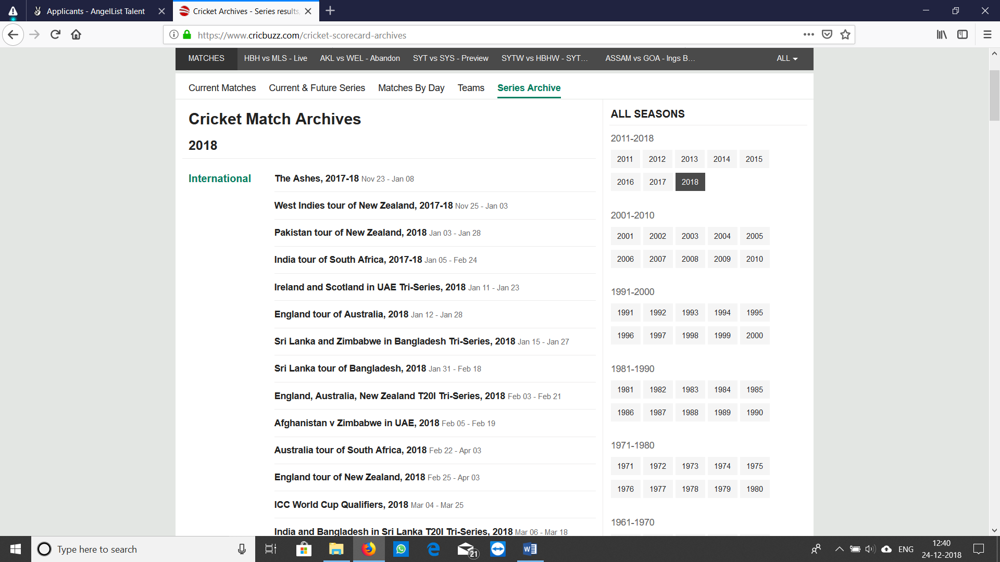 Applicants - AngelList Talent
Cricket Archives - Series results,
https://www.cricbuzz.com/cricket-scorecard-archives
MATCHES HBH vs MLS - Live AKL vs WEL - Abandon SYT vs SYS - Preview SYTW vs HBHW - SYT… ASSAM vs GOA - Ings B… ALL
Current Matches Current & Future Series Matches By Day Teams Series Archive
Cricket Match Archives
2018
International
The Ashes, 2017-18 Nov 23 - Jan 08
West Indies tour of New Zealand, 2017-18 Nov 25 - Jan 03
Pakistan tour of New Zealand, 2018 Jan 03 - Jan 28
India tour of South Africa, 2017-18 Jan 05 - Feb 24
Ireland and Scotland in UAE Tri-Series, 2018 Jan 11 - Jan 23
England tour of Australia, 2018 Jan 12 - Jan 28
Sri Lanka and Zimbabwe in Bangladesh Tri-Series, 2018 Jan 15 - Jan 27
Sri Lanka tour of Bangladesh, 2018 Jan 31 - Feb 18
England, Australia, New Zealand T20I Tri-Series, 2018 Feb 03 - Feb 21
Afghanistan v Zimbabwe in UAE, 2018 Feb 05 - Feb 19
Australia tour of South Africa, 2018 Feb 22 - Apr 03
England tour of New Zealand, 2018 Feb 25 - Apr 03
ICC World Cup Qualifiers, 2018 Mar 04 - Mar 25
India and Bangladesh in Sri Lanka T20I Tri-Series, 2018 Mar 06 - Mar 18
ALL SEASONS
2011-2018
2011 2012 2013 2014 2015
2016 2017 2018
2001-2010
2001 2002 2003 2004 2005
2006 2007 2008 2009 2010
1991-2000
1991 1992 1993 1994 1995
1996 1997 1998 1999 2000
1981-1990
1981 1982 1983 1984 1985
1986 1987 1988 1989 1990
1971-1980
1971 1972 1973 1974 1975
1976 1977 1978 1979 1980
1961-1970
Type here to search
21
ENG
12:40
24-12-2018